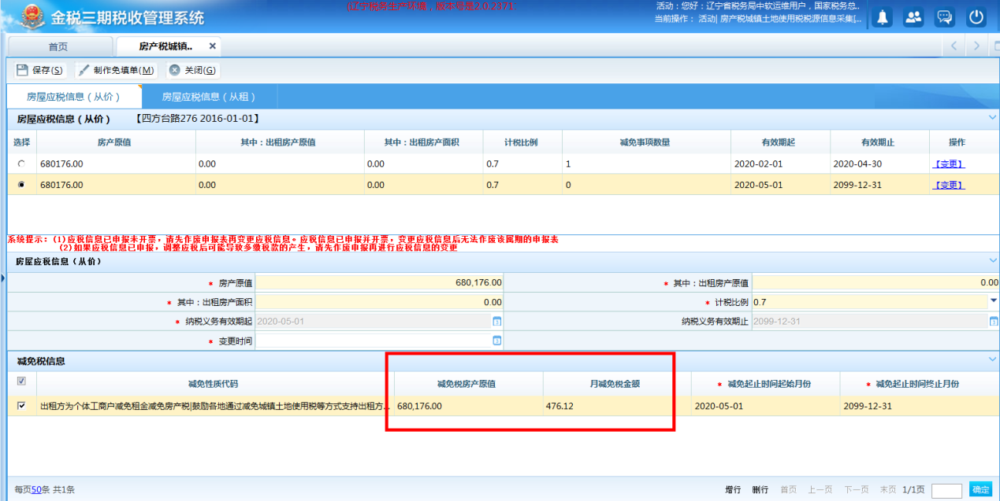 (辽宁税务生产环境，版本号是2.0.2371)
金税三期税收管理系统
活动：您好：辽宁省税务局中软运维用户，国家税务总..
当前操作： 活动| 房产税城镇土地使用税税源信息采集[...
首页 房产税城镇.. ×
保存(S) 制作免填单(M) 关闭(G)
房屋应税信息（从价） 房屋应税信息（从租）
房屋应税信息（从价） 【四方台路276 2016-01-01】
选择 房产原值 其中：出租房产原值 其中：出租房产面积 计税比例 减免事项数量 有效期起 有效期止 操作
680176.00 0.00 0.00 0.7 1 2020-02-01 2020-04-30 【变更】
680176.00 0.00 0.00 0.7 0 2020-05-01 2099-12-31 【变更】
系统提示：(1)应税信息已申报未开票，请先作废申报表再变更应税信息。应税信息已申报并开票，变更应税信息后无法作废该属期的申报表
(2)如果应税信息已申报，调整应税后可能导致多缴税款的产生，请先作废申报再进行应税信息的变更
房屋应税信息（从价）
* 房产原值 680,176.00 * 其中：出租房产原值 0.00
* 其中：出租房产面积 0.00 * 计税比例 0.7
* 纳税义务有效期起 2020-05-01 纳税义务有效期止 2099-12-31
* 变更时间
减免税信息
减免性质代码 减免税房产原值 月减免税金额 * 减免起止时间起始月份 * 减免起止时间终止月份
出租方为个体工商户减免租金减免房产税|鼓励各地通过减免城镇土地使用税等方式支持出租方.. 680,176.00 476.12 2020-05-01 2099-12-31
每页50条 共1条 增行 删行 首页 上一页 下一页 末页 1/1页 确定